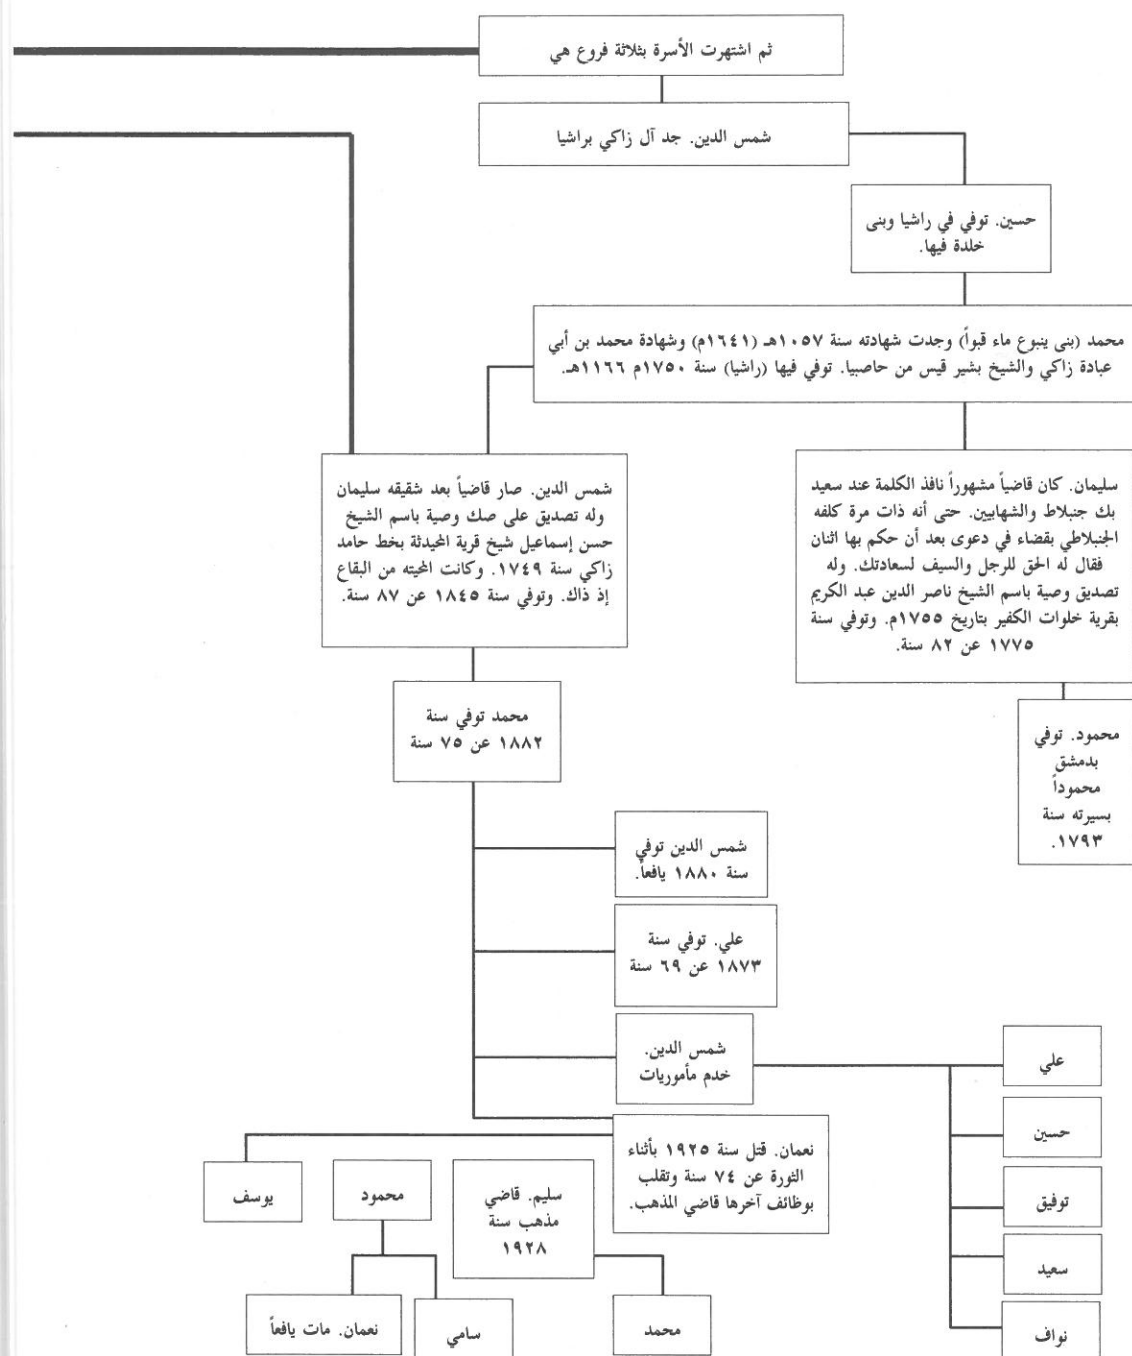 ثم اشتهرت الأسرة بثلاثة فروع هي
شمس الدين. جد آل زاكي براشيا
حسين. توفي في راشيا وبنى
خلدة فيها.
محمد (بنى ينبوع ماء قبواً) وجدت شهادته سنة ١٠٥٧هـ (١٦٤١م) وشهادة محمد بن أبي
عبادة زاكي والشيخ بشير قيس من حاصبيا. توفي فيها (راشيا) سنة ١٧٥٠م ١١٦٦هـ.
سليمان. كان قاضياً مشهوراً نافذ الكلمة عند سعيد
بك جنبلاط والشهابيين. حتى أنه ذات مرة كلفه
الجنبلاطي بقضاء في دعوى بعد أن حكم بها اثنان
فقال له الحق للرجل والسيف لسعادتك. وله
تصديق وصية باسم الشيخ ناصر الدين عبد الكريم
بقرية خلوات الكفير بتاريخ ١٧٥٥م. وتوفي سنة
١٧٧٥ عن ٨٢ سنة.
شمس الدين. صار قاضياً بعد شقيقه سليمان
وله تصديق على صك وصية باسم الشيخ
حسن إسماعيل شيخ قرية المحيدثة بخط حامد
زاكي سنة ١٧٤٩. وكانت المحيته من البقاع
إذ ذاك. وتوفي سنة ١٨٤٥ عن ٨٧ سنة.
محمود. توفي
بدمشق
محموداً
بسيرته سنة
١٧٩٣.
محمد توفي سنة
١٨٨٢ عن ٧٥ سنة
شمس الدين توفي
سنة ١٨٨٠ يافعاً.
علي. توفي سنة
١٨٧٣ عن ٦٩ سنة
شمس الدين.
خدم مأموريات
علي
حسين
توفيق
سعيد
نواف
نعمان. قتل سنة ١٩٢٥ بأثناء
الثورة عن ٧٤ سنة وتقلب
بوظائف آخرها قاضي المذهب.
سليم. قاضي
مذهب سنة
١٩٢٨
محمود
يوسف
محمد
سامي
نعمان. مات يافعاً